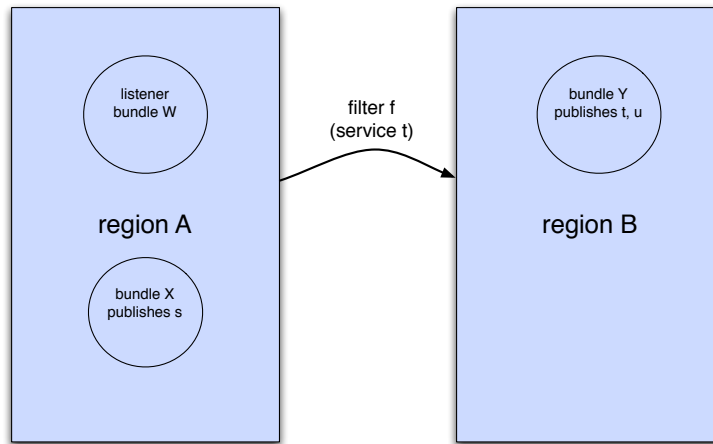 listener
bundle W
region A
bundle X
publishes s
filter f
(service t)
bundle Y
publishes t, u
region B